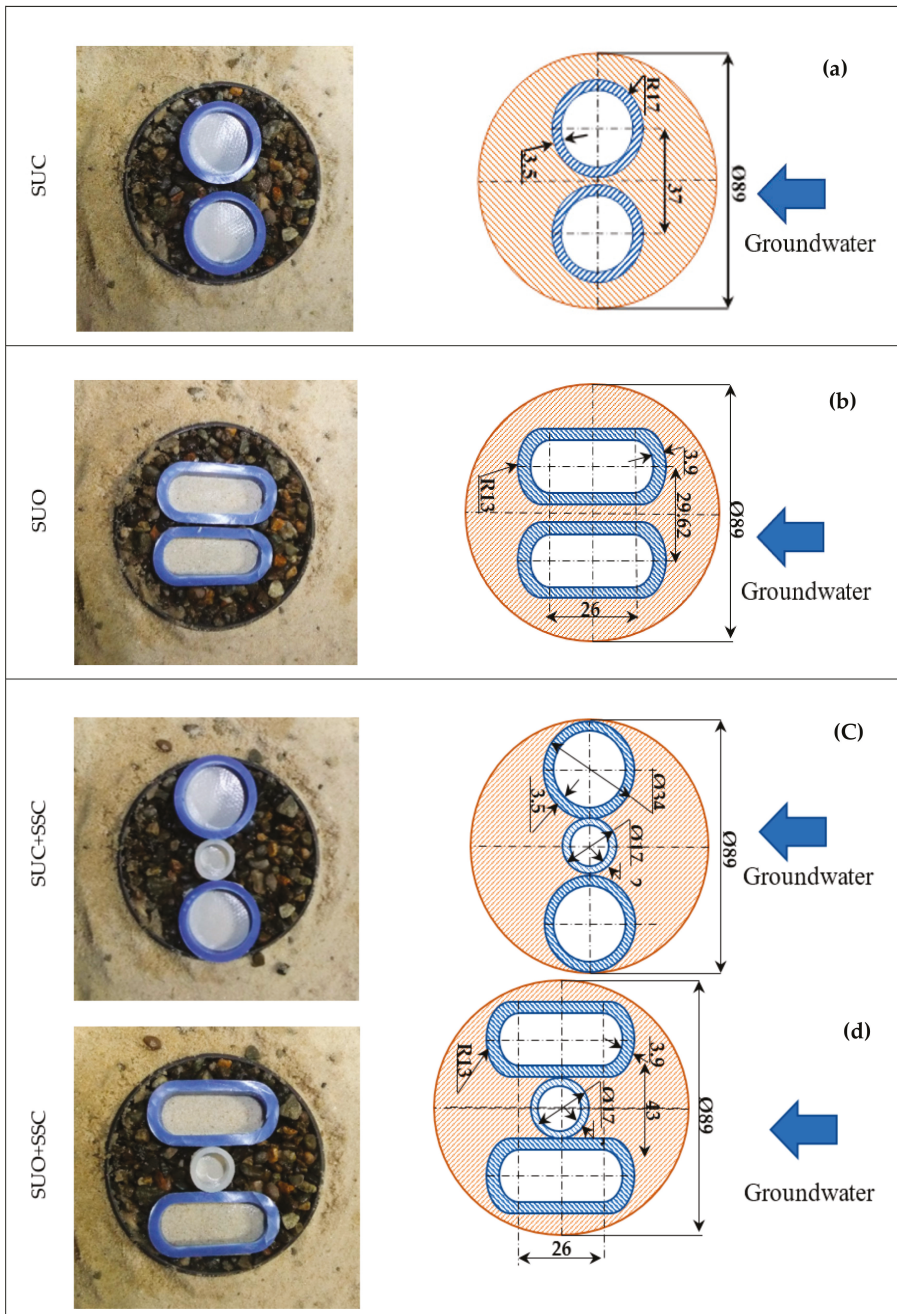 SUC
(a)
R17
3.5
37
Ø89
Groundwater
SUO
(b)
R13
3.9
29.62
Ø89
26
Groundwater
SUC+SSC
(C)
3.5
Ø34
Ø17
2
Ø89
Groundwater
SUO+SSC
(d)
R13
3.9
Ø17
43
Ø89
26
Groundwater